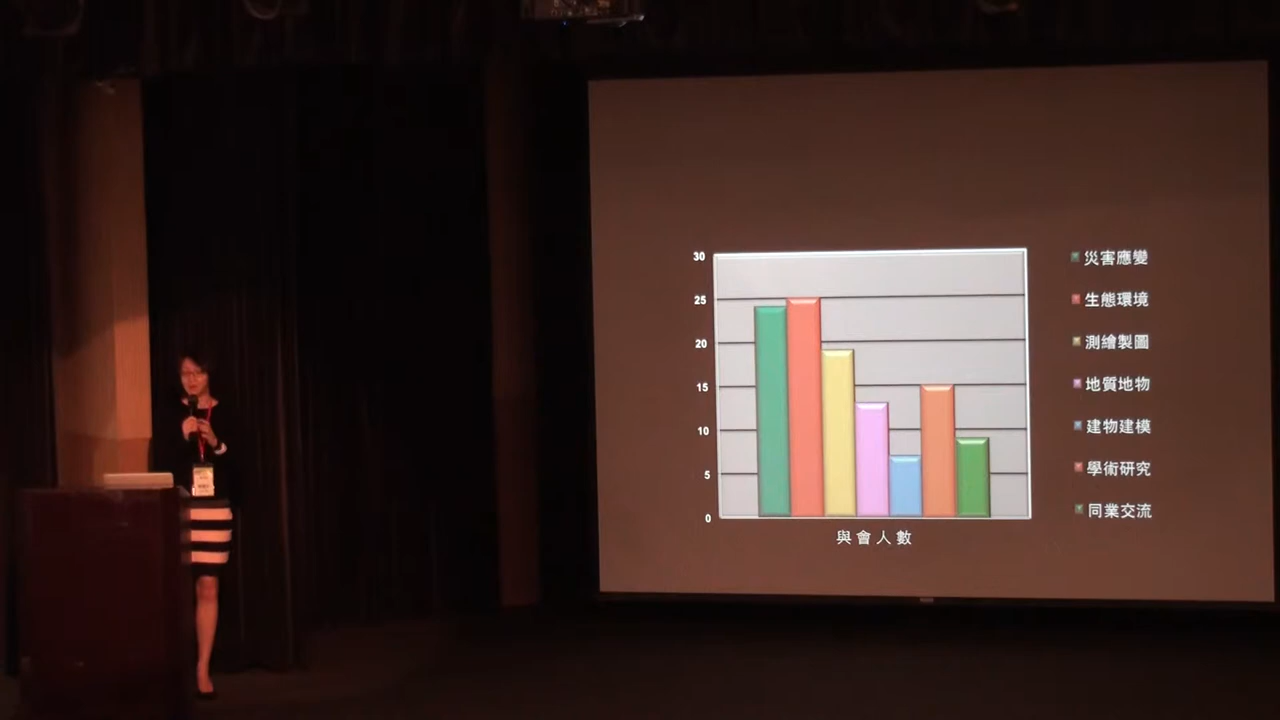 30
25
20
15
10
5
0
與會人數
災害應變
生態環境
測繪製圖
地質地物
建物建模
學術研究
同業交流